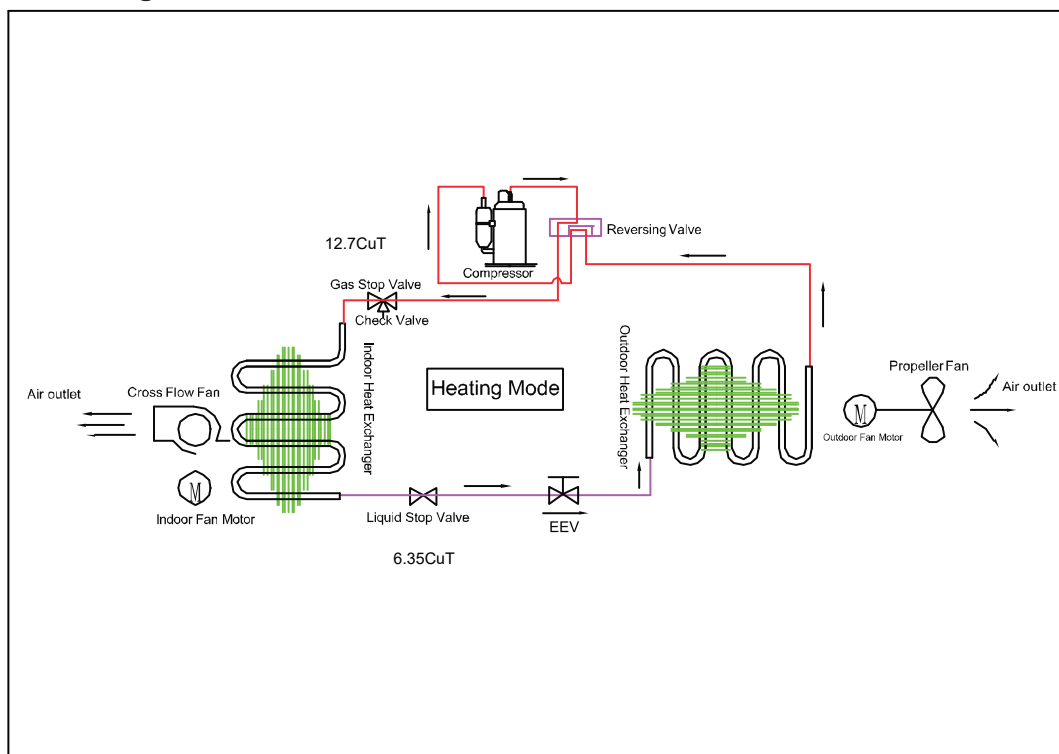 Reversing Valve
12.7CuT
Compressor
Gas Stop Valve
Check Valve
Indoor Heat Exchanger
Outdoor Heat Exchanger
Heating Mode
Propeller Fan
Air outlet
Cross Flow Fan
Air outlet
M
Outdoor Fan Motor
M
Indoor Fan Motor
Liquid Stop Valve
EEV
6.35CuT